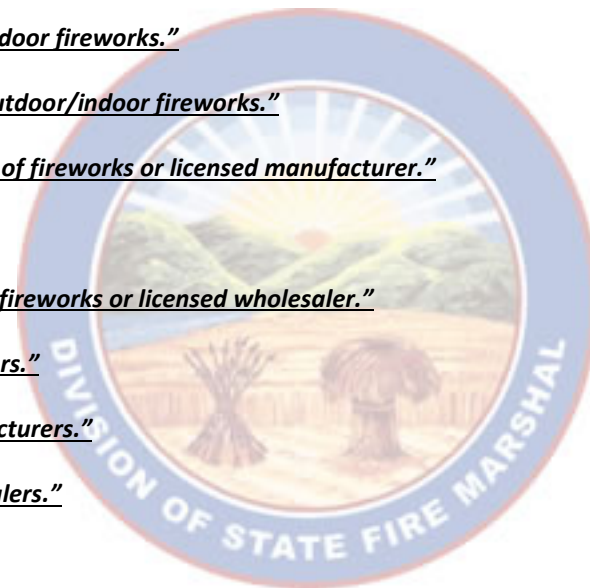 door fireworks.”
utdoor/indoor fireworks.”
of fireworks or licensed manufacturer.”
fireworks or licensed wholesaler.”
rs.”
cturers.”
alers.”
DIVISION OF STATE FIRE MARSHAL